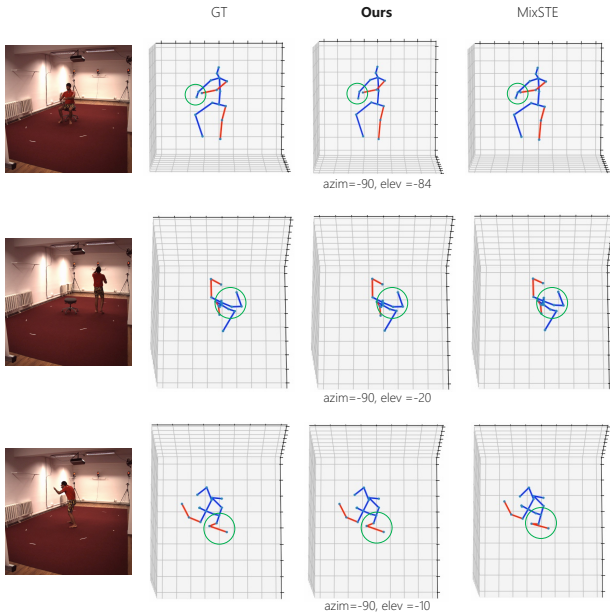 GT Ours MixSTE
azim=-90, elev =-84
azim=-90, elev =-20
azim=-90, elev =-10